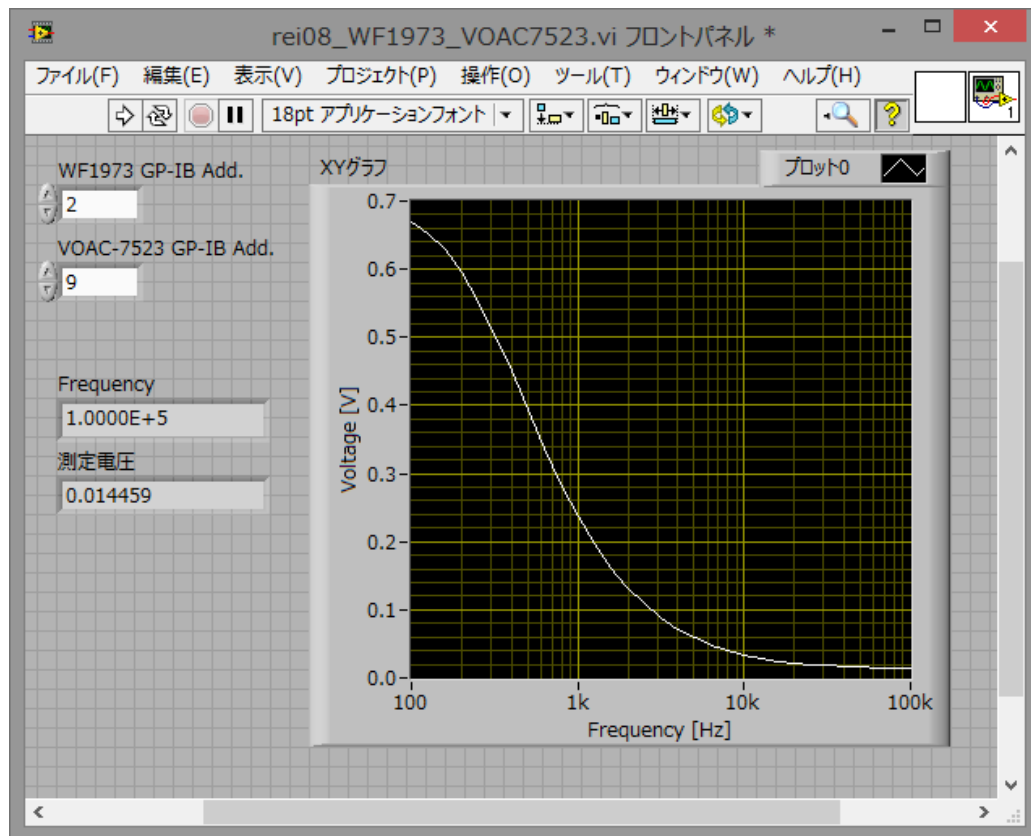 rei08_WF1973_VOAC7523.vi フロントパネル *
ファイル(F) 編集(E) 表示(V) プロジェクト(P) 操作(O) ツール(T) ウィンドウ(W) ヘルプ(H)
18pt アプリケーションフォント
1
WF1973 GP-IB Add.
2
VOAC-7523 GP-IB Add.
9
Frequency
1.0000E+5
測定電圧
0.014459
XYグラフ
プロット0
0.7
0.6
0.5
0.4
0.3
0.2
0.1
0.0
Voltage [V]
100 1k 10k 100k
Frequency [Hz]